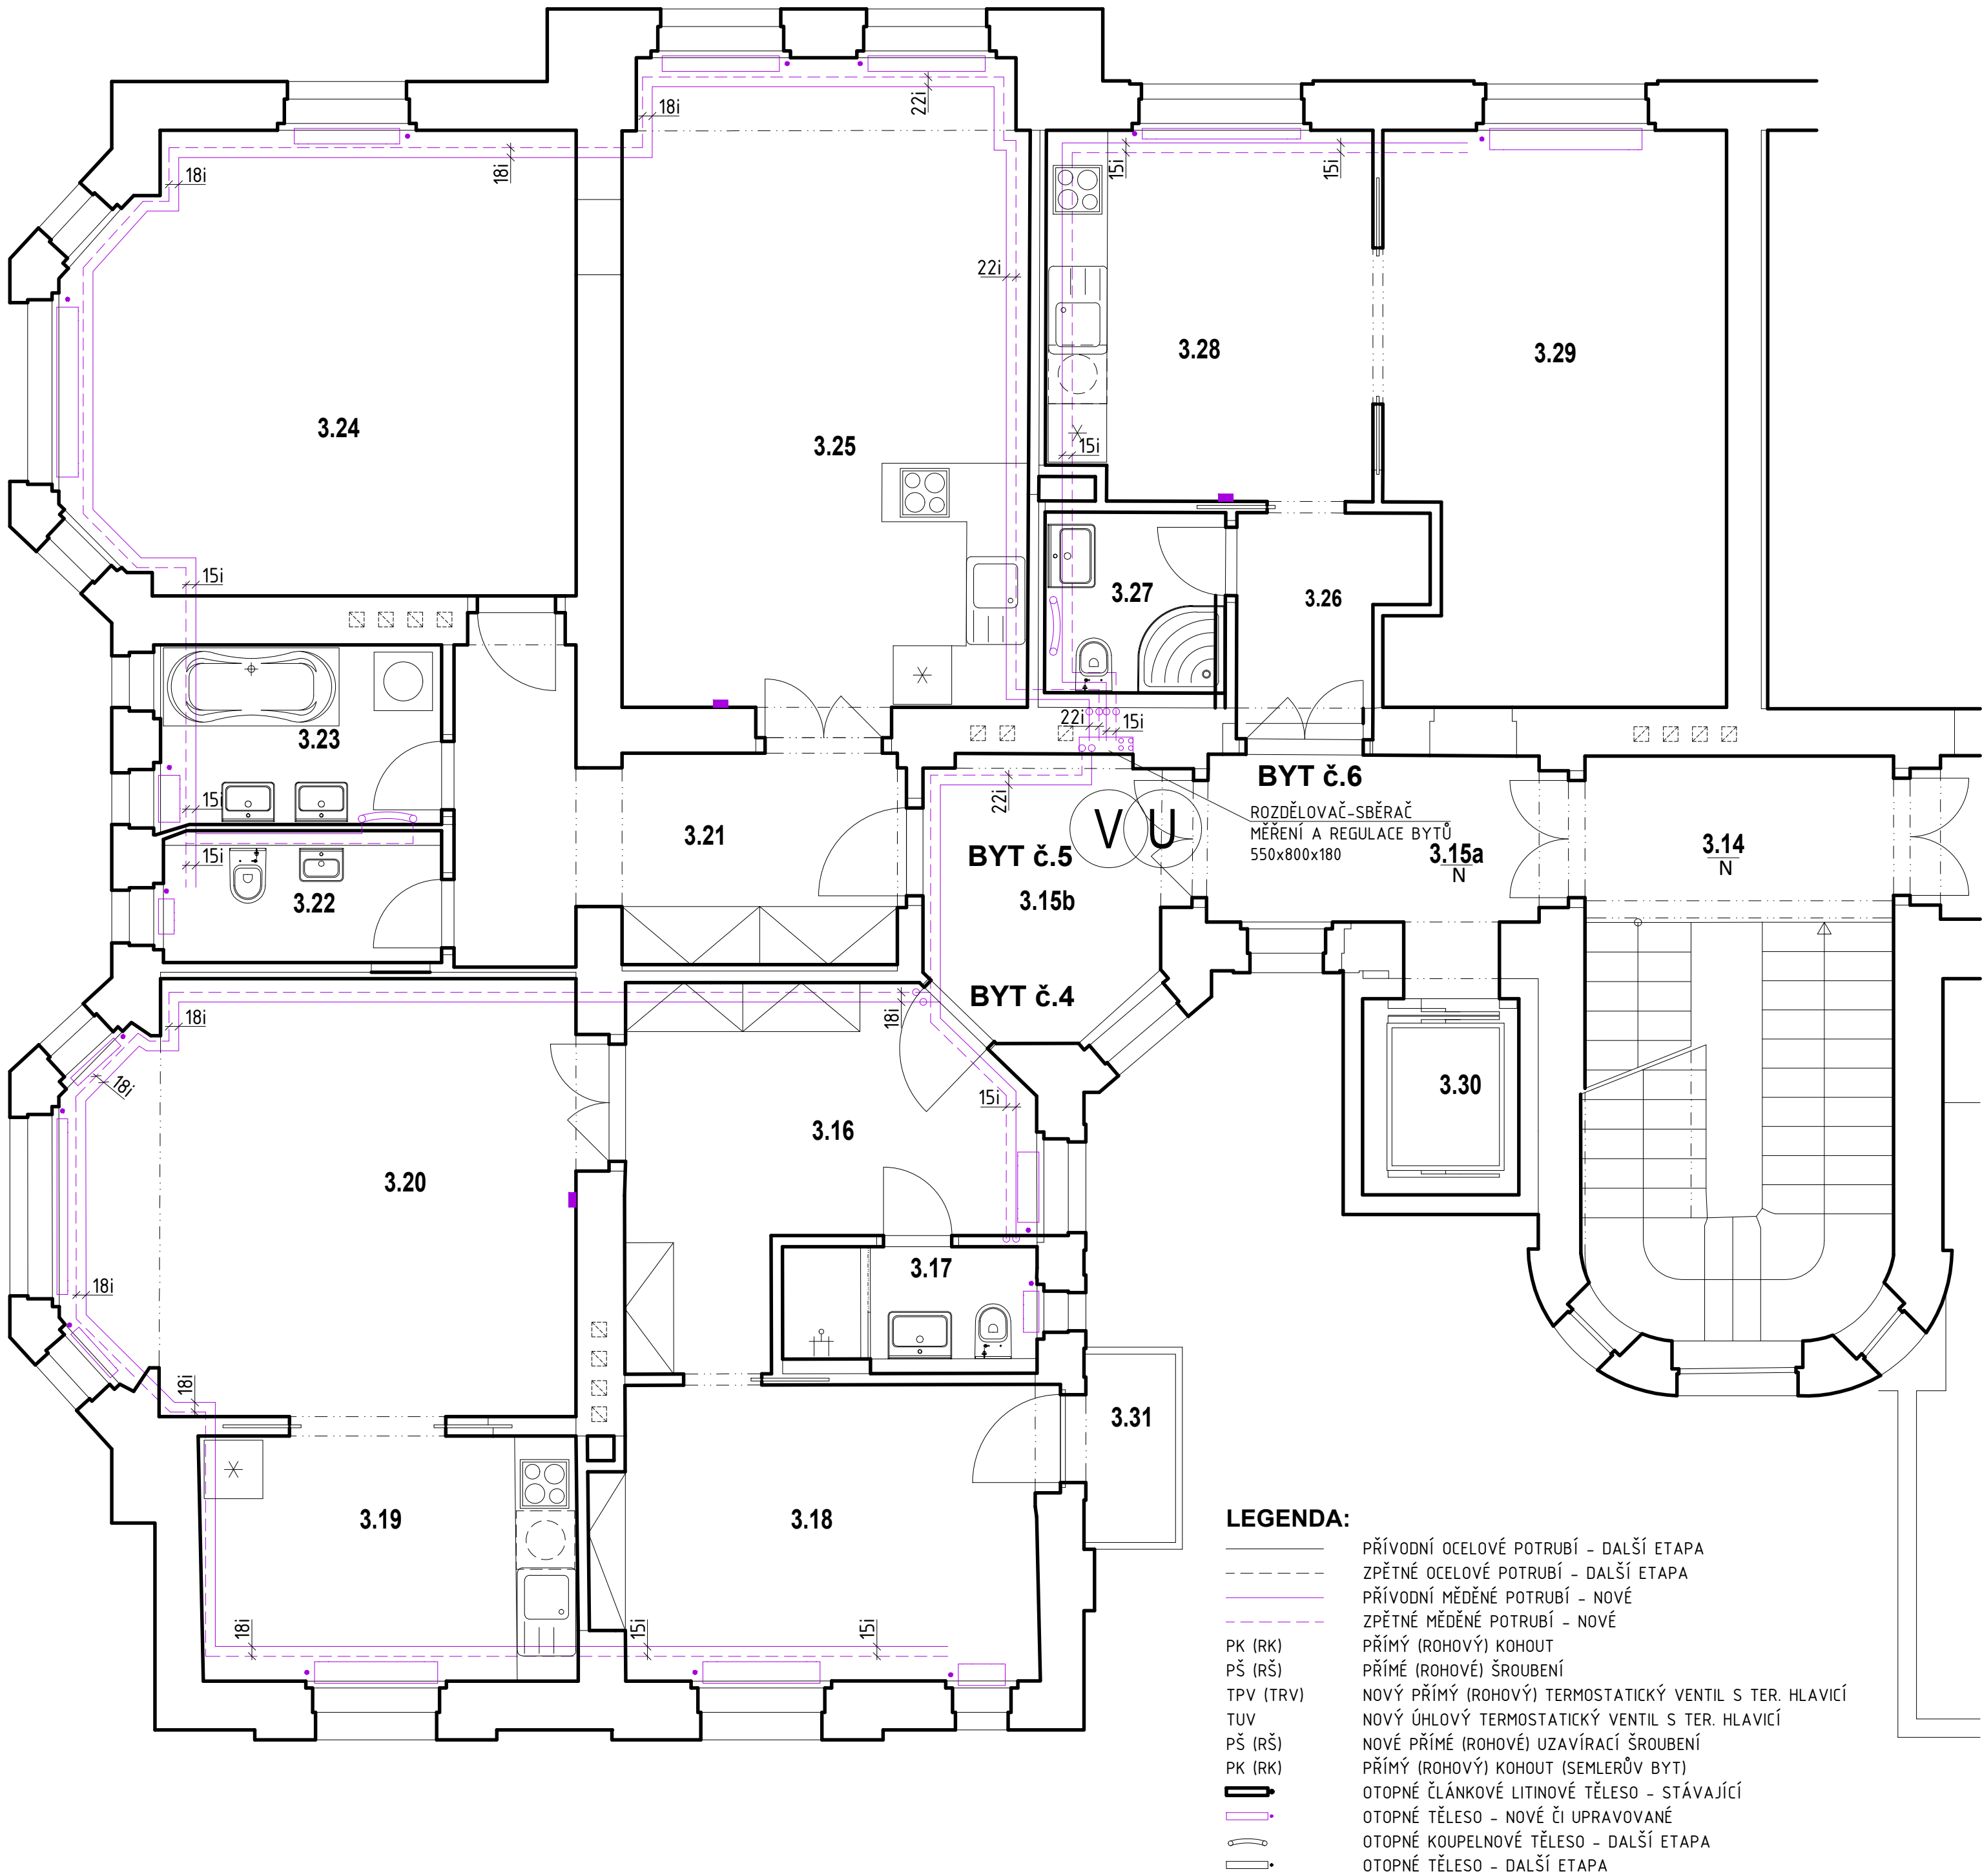 22i
18i
15i
15i
18i
18i
22i
3.28
3.29
3.24
3.25
15i
15i
3.27
3.26
22i
15i
3.23
BYT č.6
15i
22i
ROZDĚLOVAČ-SBĚRAČ
MĚŘENÍ A REGULACE BYTŮ
550x800x180
V
U
3.21
3.15a
N
3.14
N
BYT č.5
15i
3.22
3.15b
BYT č.4
18i
18i
18i
3.30
15i
3.16
3.20
3.17
18i
18i
3.31
3.19
3.18
18i
15i
15i
LEGENDA:
PŘÍVODNÍ OCELOVÉ POTRUBÍ - DALŠÍ ETAPA
ZPĚTNÉ OCELOVÉ POTRUBÍ - DALŠÍ ETAPA
PŘÍVODNÍ MĚDĚNÉ POTRUBÍ - NOVÉ
ZPĚTNÉ MĚDĚNÉ POTRUBÍ - NOVÉ
PK (RK) PŘÍMÝ (ROHOVÝ) KOHOUT
PŠ (RŠ) PŘÍMÉ (ROHOVÉ) ŠROUBENÍ
TPV (TRV) NOVÝ PŘÍMÝ (ROHOVÝ) TERMOSTATICKÝ VENTIL S TER. HLAVICÍ
TUV NOVÝ ÚHLOVÝ TERMOSTATICKÝ VENTIL S TER. HLAVICÍ
PŠ (RŠ) NOVÉ PŘÍMÉ (ROHOVÉ) UZAVÍRACÍ ŠROUBENÍ
PK (RK) PŘÍMÝ (ROHOVÝ) KOHOUT (SEMLERŮV BYT)
OTOPNÉ ČLÁNKOVÉ LITINOVÉ TĚLESO - STÁVAJÍCÍ
OTOPNÉ TĚLESO - NOVÉ ČI UPRAVOVANÉ
OTOPNÉ KOUPELNOVÉ TĚLESO - DALŠÍ ETAPA
OTOPNÉ TĚLESO - DALŠÍ ETAPA